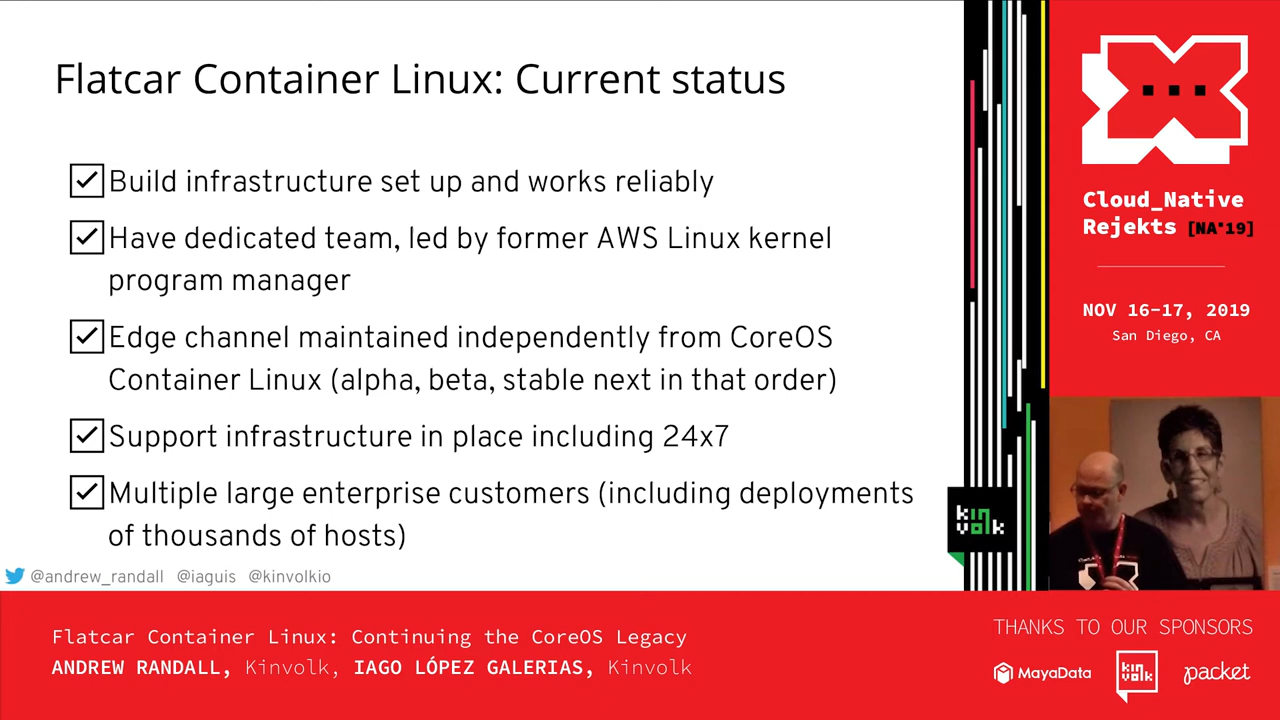 Flatcar Container Linux: Current status
Build infrastructure set up and works reliably
Have dedicated team, led by former AWS Linux kernel
program manager
Edge channel maintained independently from CoreOS
Container Linux (alpha, beta, stable next in that order)
Support infrastructure in place including 24x7
Multiple large enterprise customers (including deployments
of thousands of hosts)
@andrew_randall @iaguis @kinvolkio
kin
volk
Cloud_Native
Rejekts [NA'19]
NOV 16-17, 2019
San Diego, CA
Flatcar Container Linux: Continuing the CoreOS Legacy
ANDREW RANDALL, Kinvolk, IAGO LÓPEZ GALERIAS, Kinvolk
THANKS TO OUR SPONSORS
MayaData
kin
volk
packet